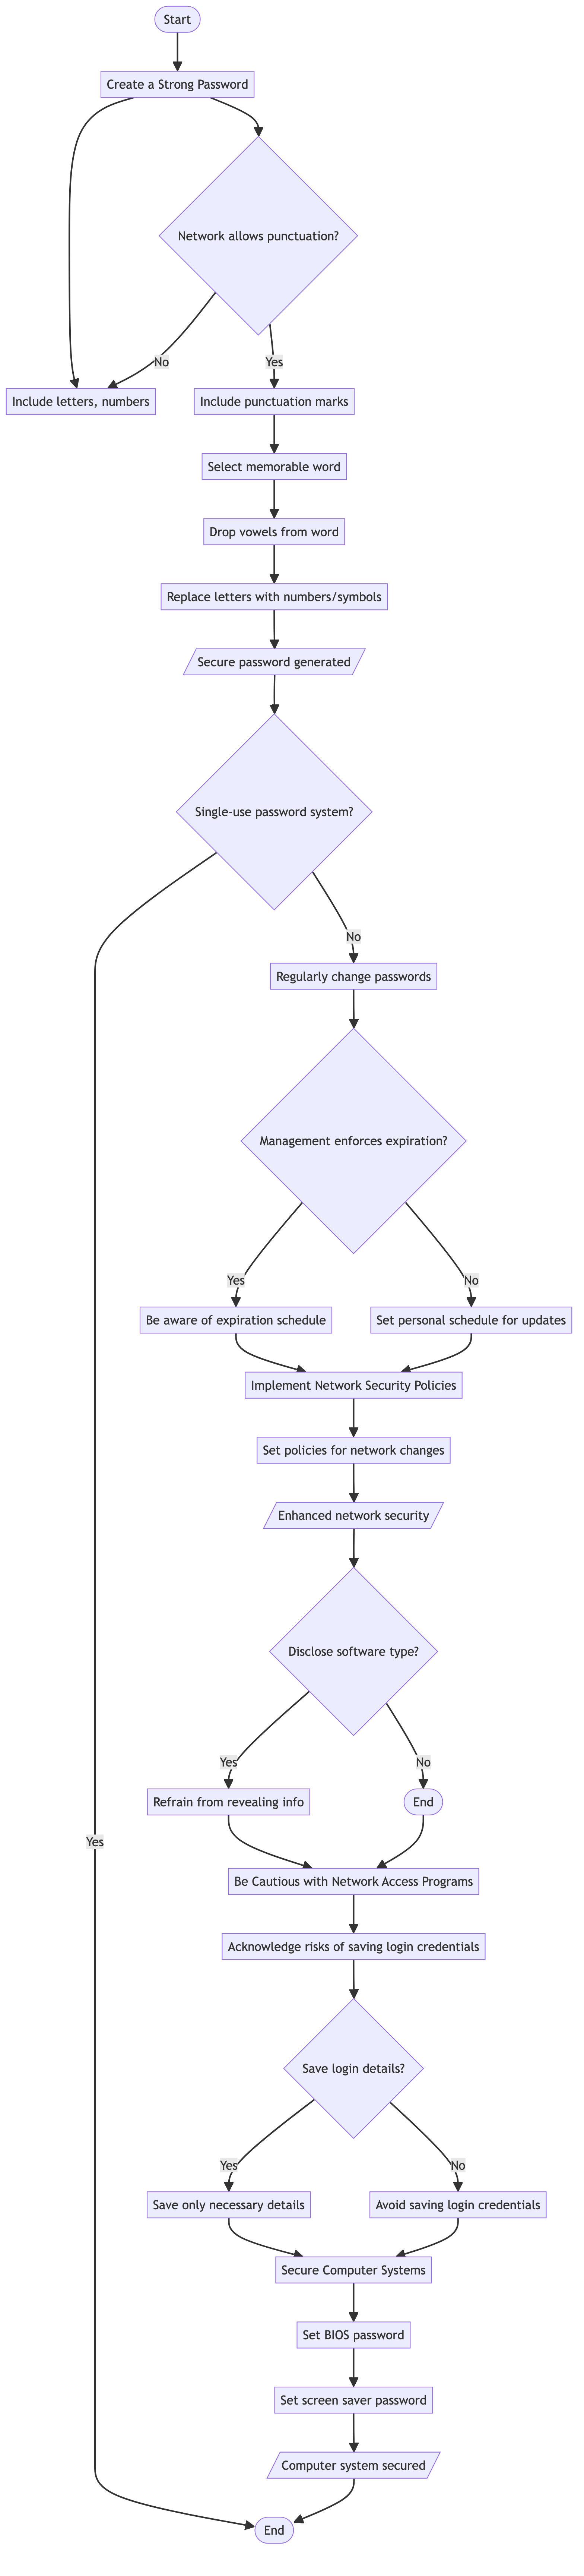 Start
Create a Strong Password
Network allows punctuation?
No
Yes
Include letters, numbers
Include punctuation marks
Select memorable word
Drop vowels from word
Replace letters with numbers/symbols
Secure password generated
Single-use password system?
No
Regularly change passwords
Management enforces expiration?
Yes
No
Be aware of expiration schedule
Set personal schedule for updates
Implement Network Security Policies
Set policies for network changes
Enhanced network security
Disclose software type?
Yes
No
Refrain from revealing info
End
Yes
Be Cautious with Network Access Programs
Acknowledge risks of saving login credentials
Save login details?
Yes
No
Save only necessary details
Avoid saving login credentials
Secure Computer Systems
Set BIOS password
Set screen saver password
Computer system secured
End